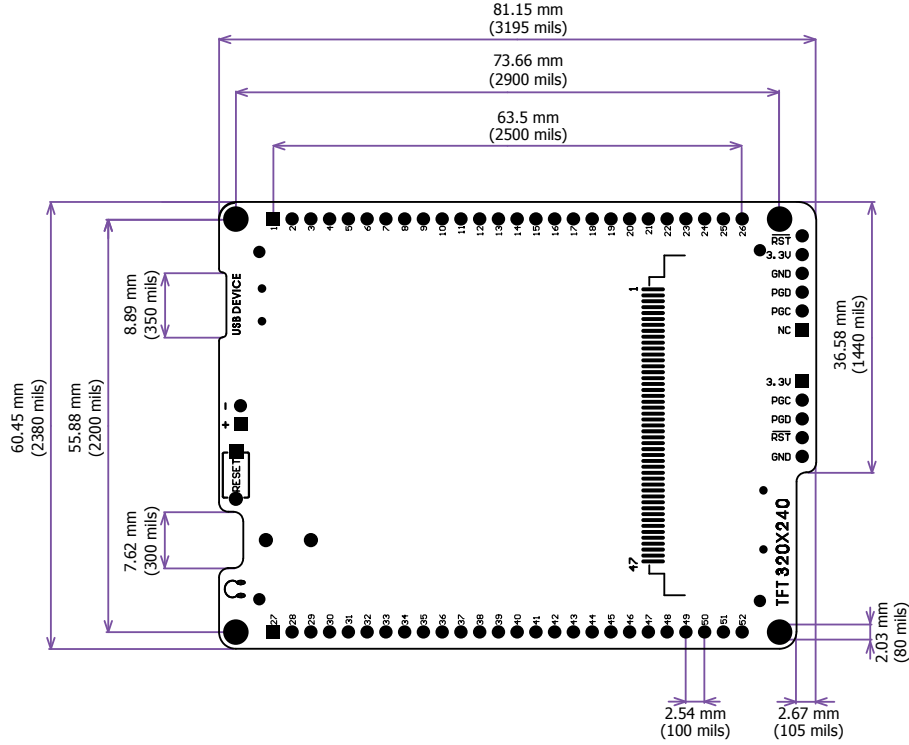 81.15 mm
(3195 mils)
73.66 mm
(2900 mils)
63.5 mm
(2500 mils)
1 2 3 4 5 6 7 8 9 10 11 12 13 14 15 16 17 18 19 20 21 22 23 24 25 26
RST
3.3V
GND
PGD
PGC
NC
3.3V
PGC
PGD
RST
GND
36.58 mm
(1440 mils)
60.45 mm
(2380 mils)
55.88 mm
(2200 mils)
8.89 mm
(350 mils)
USB DEVICE
-
+
RESET
7.62 mm
(300 mils)
1
47
TFT 320X240
27 28 29 30 31 32 33 34 35 36 37 38 39 40 41 42 43 44 45 46 47 48 49 50 51 52
2.03 mm
(80 mils)
2.54 mm
(100 mils)
2.67 mm
(105 mils)